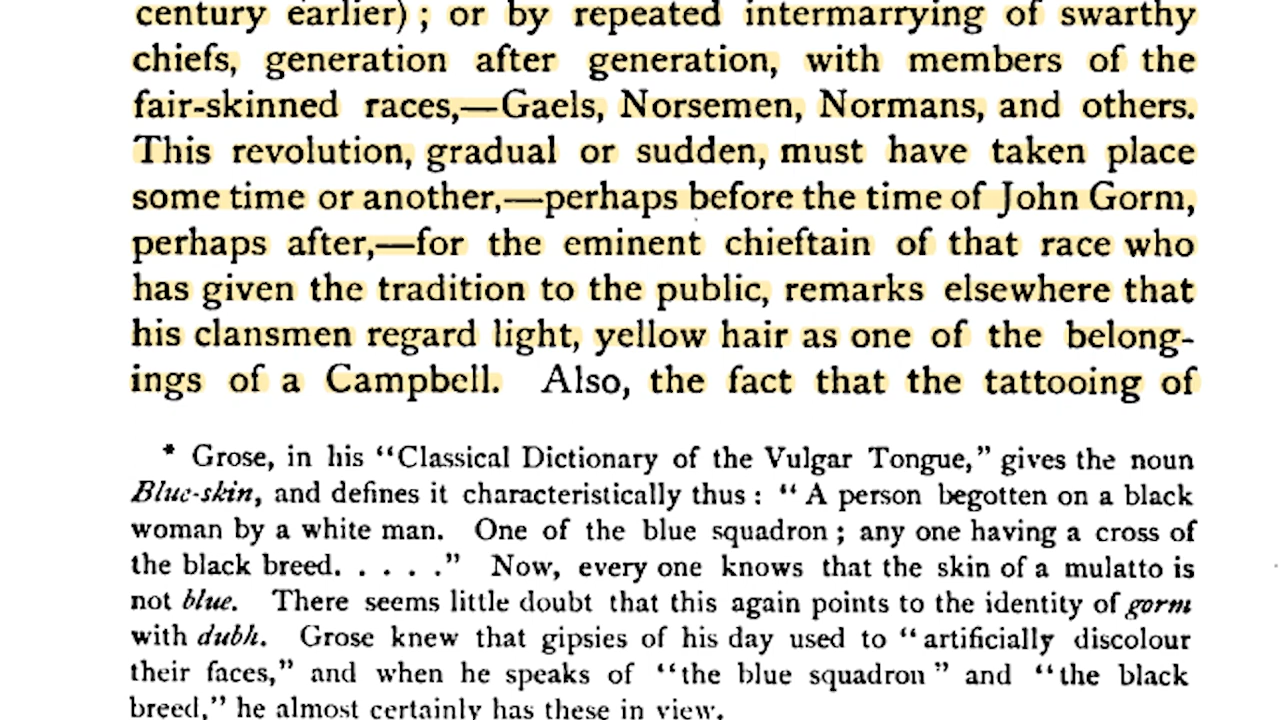 century earlier) ; or by repeated intermarrying of swarthy
chiefs, generation after generation, with members of the
fair-skinned races,—Gaels, Norsemen, Normans, and others.
This revolution, gradual or sudden, must have taken place
some time or another,—perhaps before the time of John Gorm,
perhaps after,—for the eminent chieftain of that race who
has given the tradition to the public, remarks elsewhere that
his clansmen regard light, yellow hair as one of the belong-
ings of a Campbell. Also, the fact that the tattooing of
* Grose, in his “Classical Dictionary of the Vulgar Tongue,” gives the noun
Blue-skin, and defines it characteristically thus : “ A person begotten on a black
woman by a white man. One of the blue squadron ; any one having a cross of
the black breed. . . . . .” Now, every one knows that the skin of a mulatto is
not blue. There seems little doubt that this again points to the identity of gorm
with dubh. Grose knew that gipsies of his day used to “ artificially discolour
their faces,” and when he speaks of “the blue squadron ” and “the black
breed,” he almost certainly has these in view.